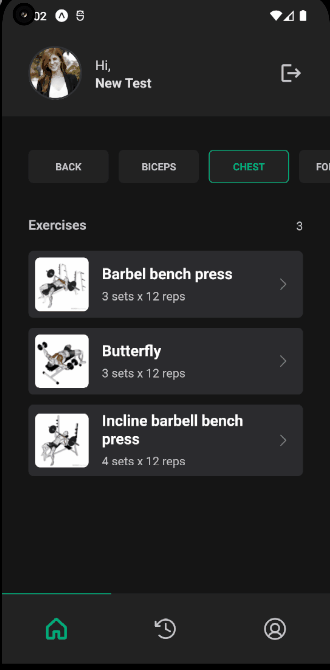 :02
Hi,
New Test
BACK
BICEPS
CHEST
FO
Exercises
3
Barbel bench press
3 sets x 12 reps
Butterfly
3 sets x 12 reps
Incline barbell bench
press
4 sets x 12 reps